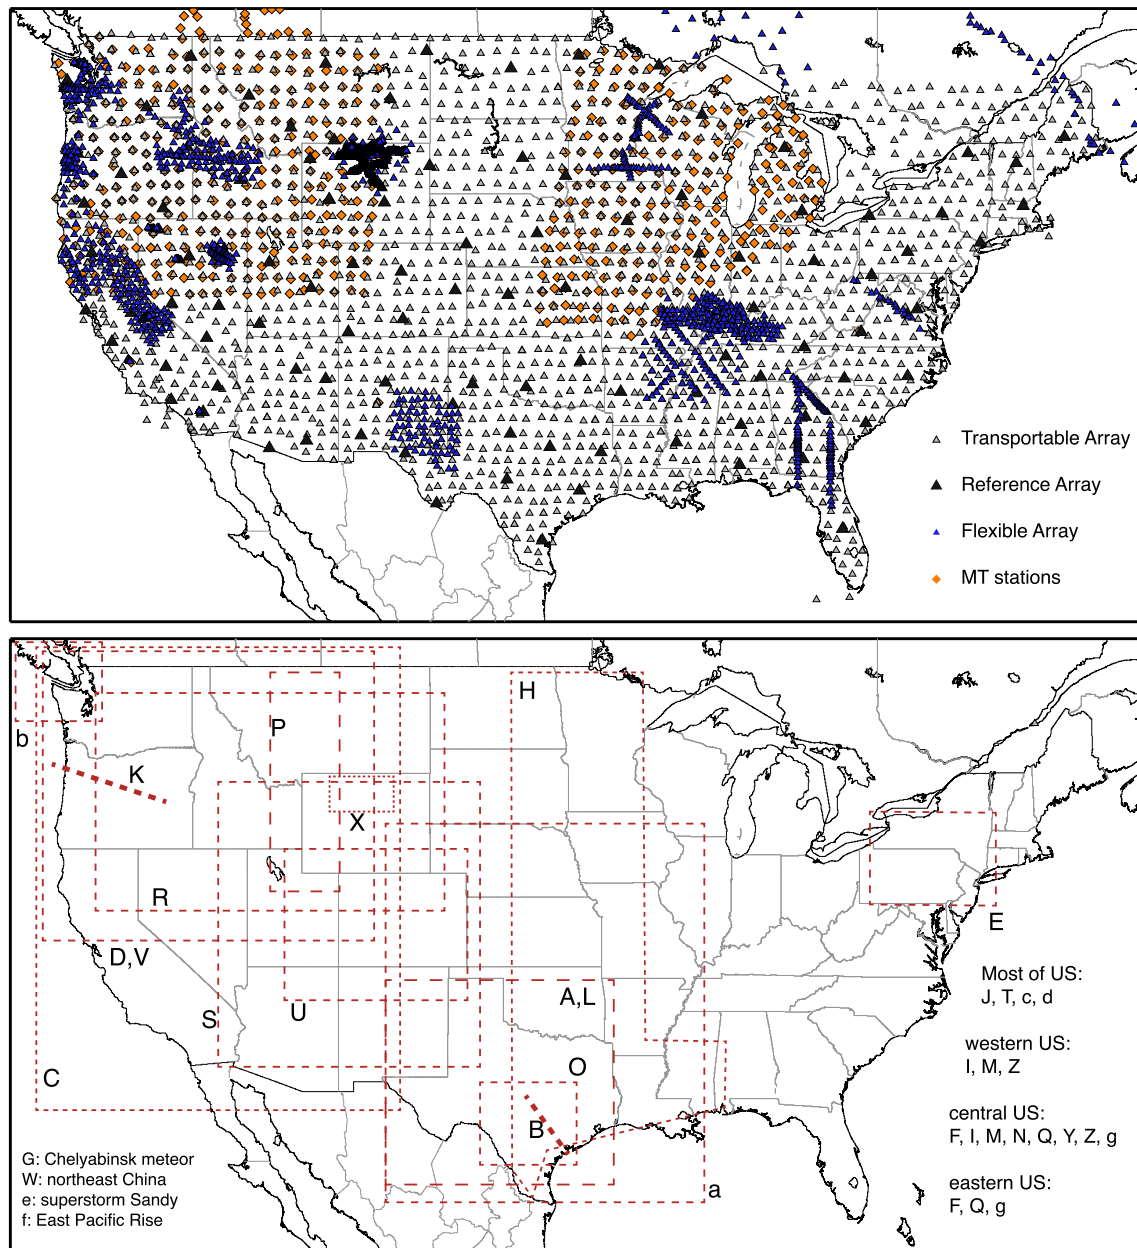 Transportable Array
Reference Array
Flexible Array
MT stations
H
P
b
K
X
R
E
D,V
A,L
S
U
C
O
B
a
Most of US:
J, T, c, d
western US:
I, M, Z
central US:
F, I, M, N, Q, Y, Z, g
eastern US:
F, Q, g
G: Chelyabinsk meteor
W: northeast China
e: superstorm Sandy
f: East Pacific Rise